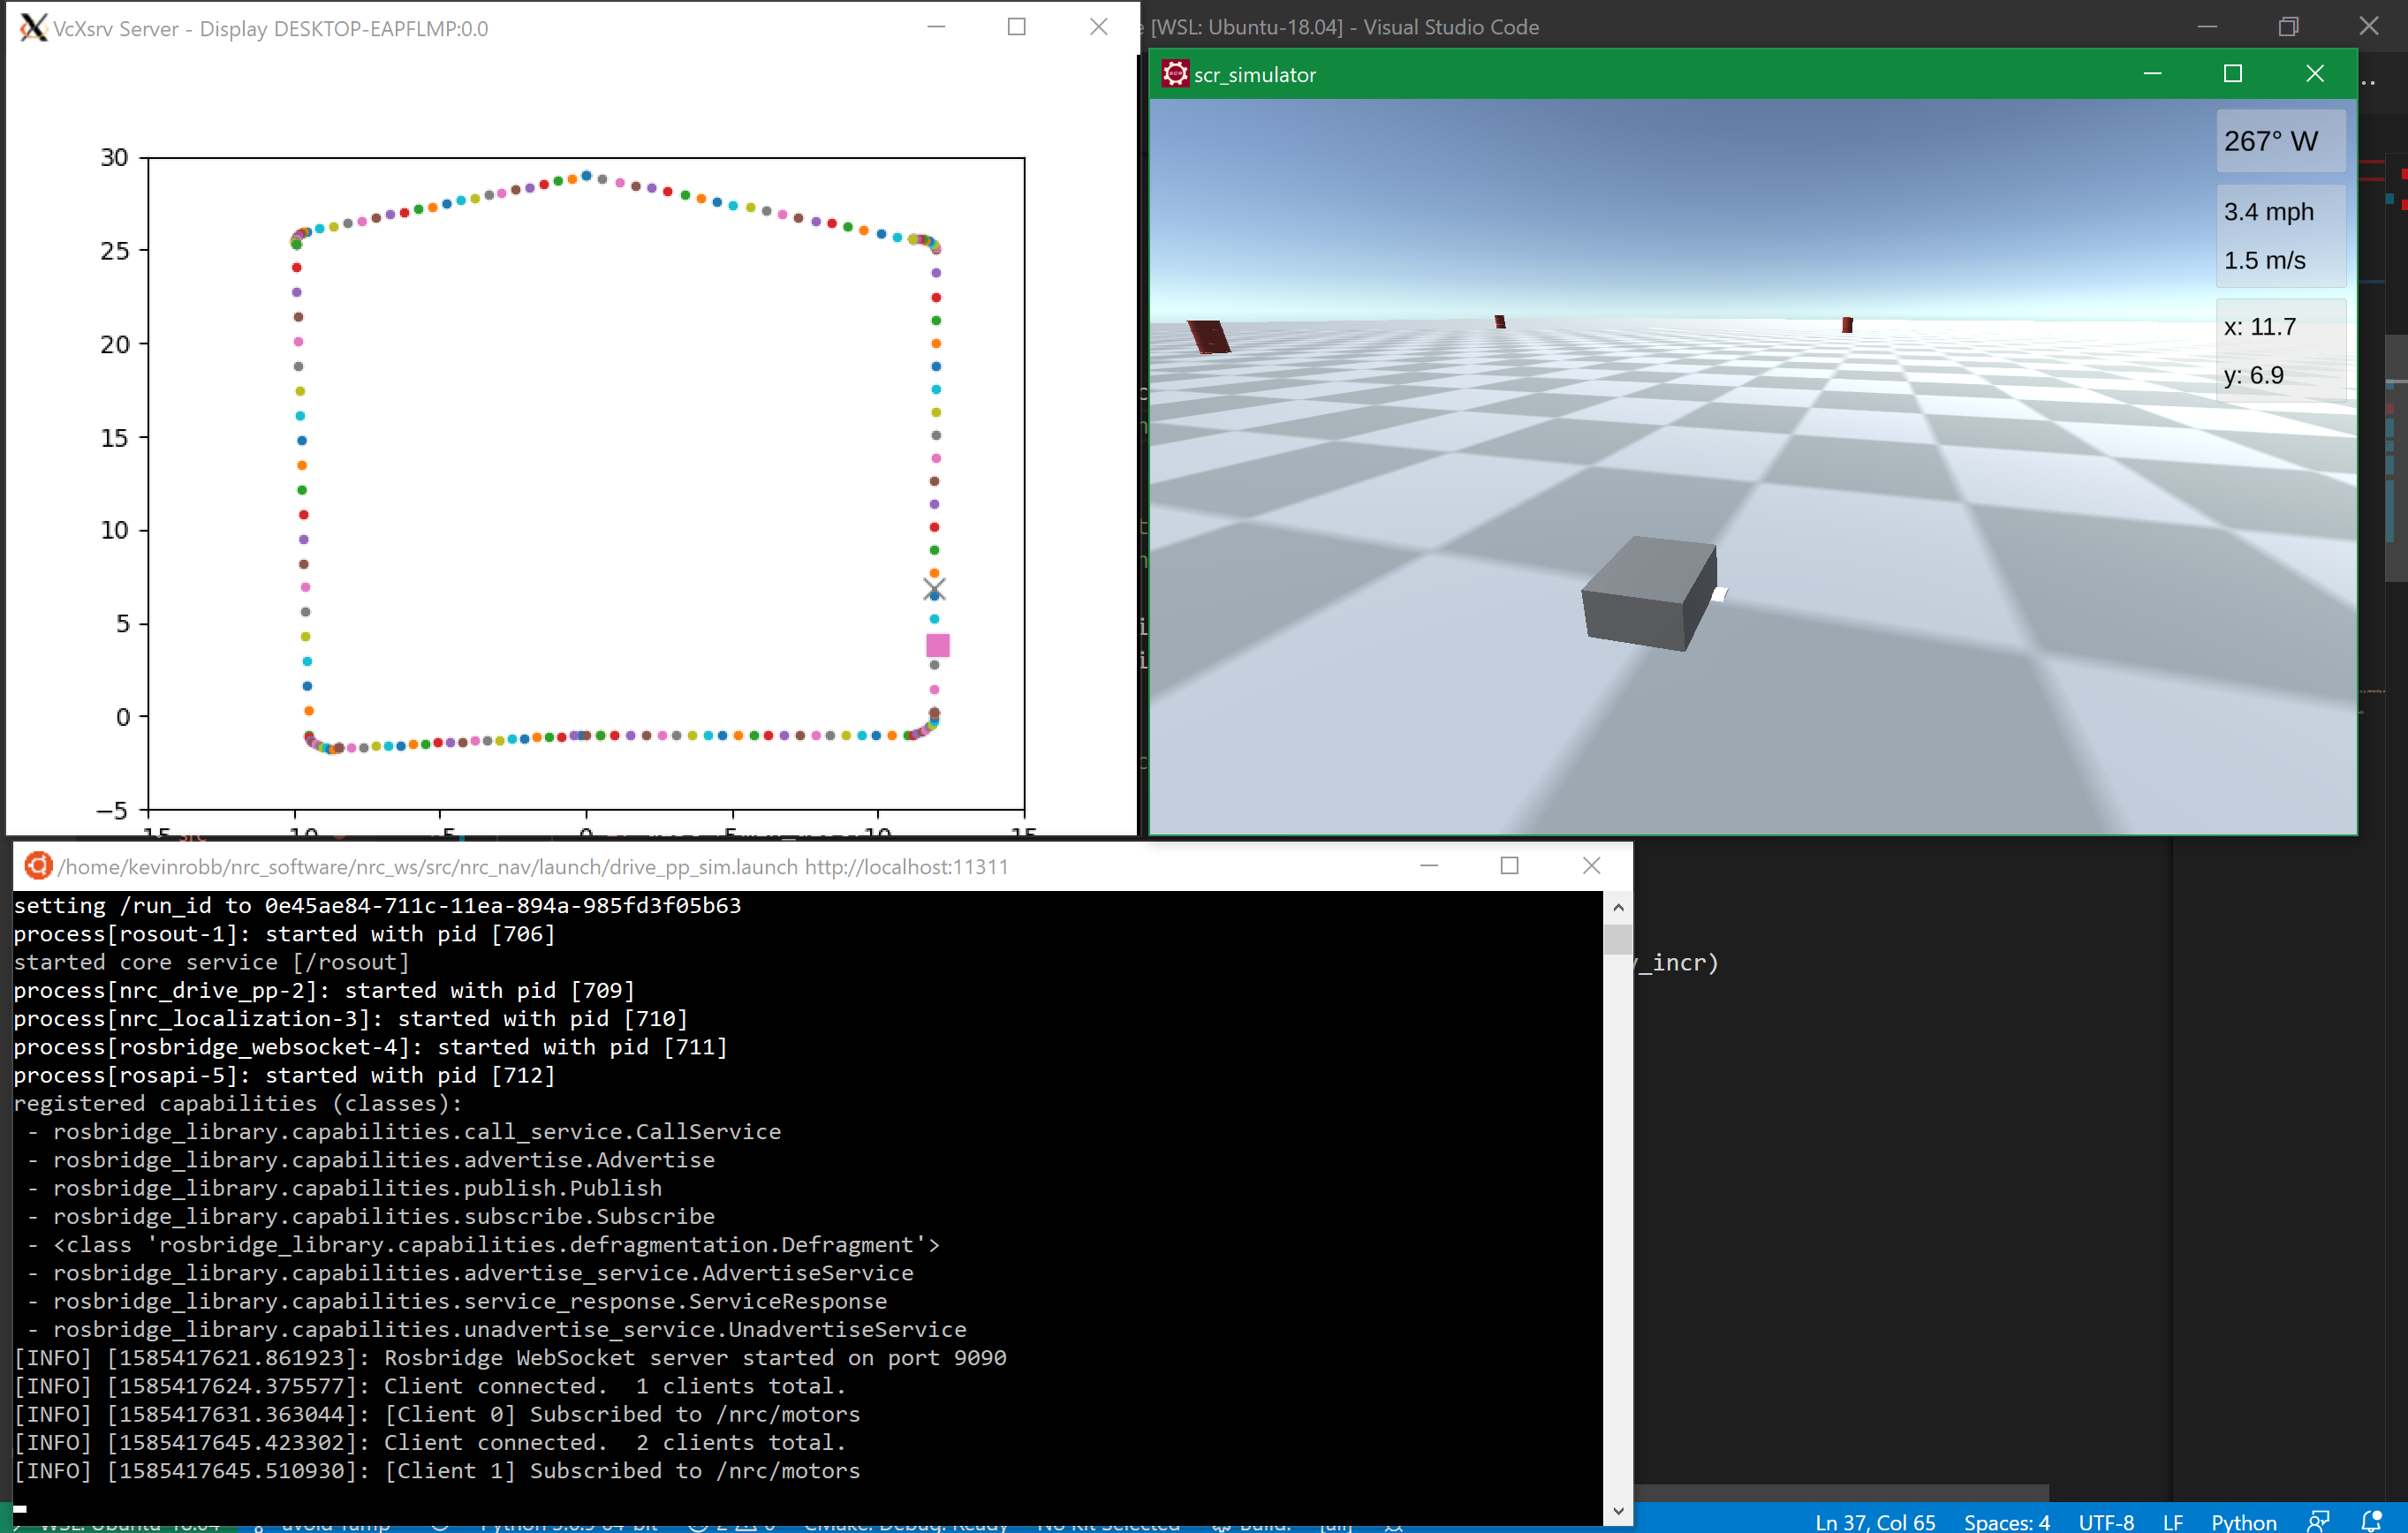 VcXsrv Server - Display DESKTOP-EAPFLMP:0.0
[WSL: Ubuntu-18.04] - Visual Studio Code
scr_simulator
267° W
3.4 mph
1.5 m/s
x: 11.7
y: 6.9
30
25
20
15
10
5
0
−5
15 10 5 0 5 10 15
/home/kevinrobb/nrc_software/nrc_ws/src/nrc_nav/launch/drive_pp_sim.launch http://localhost:11311
setting /run_id to 0e45ae84-711c-11ea-894a-985fd3f05b63
process[rosout-1]: started with pid [706]
started core service [/rosout]
_incr)
process[nrc_drive_pp-2]: started with pid [709]
process[nrc_localization-3]: started with pid [710]
process[rosbridge_websocket-4]: started with pid [711]
process[rosapi-5]: started with pid [712]
registered capabilities (classes):
- rosbridge_library.capabilities.call_service.CallService
- rosbridge_library.capabilities.advertise.Advertise
- rosbridge_library.capabilities.publish.Publish
- rosbridge_library.capabilities.subscribe.Subscribe
- <class 'rosbridge_library.capabilities.defragmentation.Defragment'>
- rosbridge_library.capabilities.advertise_service.AdvertiseService
- rosbridge_library.capabilities.service_response.ServiceResponse
- rosbridge_library.capabilities.unadvertise_service.UnadvertiseService
[INFO] [1585417621.861923]: Rosbridge WebSocket server started on port 9090
[INFO] [1585417624.375577]: Client connected.  1 clients total.
[INFO] [1585417631.363044]: [Client 0] Subscribed to /nrc/motors
[INFO] [1585417645.423302]: Client connected.  2 clients total.
[INFO] [1585417645.510930]: [Client 1] Subscribed to /nrc/motors
Ln 37, Col 65 Spaces: 4 UTF-8 LF Python